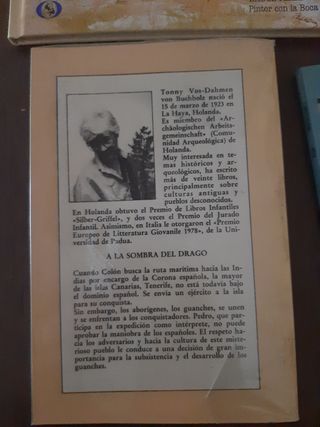 Pintor con la Boca
Tonny Vos-Dahmen
von Buchholz nació el
15 de marzo de 1923 en
La Haya, Holanda.
Es miembro del «Ar-
chäologischen Arbeits-
gemeinschaft» (Comu-
nidad Arqueológica) de
Holanda.
Muy interesada en te-
mas históricos y ar-
queológicos, ha escrito
más de veinte libros,
principalmente sobre
culturas antiguas y
pueblos desconocidos.
En Holanda obtuvo el Premio de Libros Infantiles
«Silber-Griffel», y dos veces el Premio del Jurado
Infantil. Asimismo, en Italia le otorgaron el «Premio
Europeo de Litteratura Giovanile 1978», de la Uni-
versidad de Padua.
A LA SOMBRA DEL DRAGO
Cuando Colón busca la ruta marítima hacia las In-
dias por encargo de la Corona española, la mayor
de las islas Canarias, Tenerife, no está todavía bajo
el dominio español. Se envía un ejército a la isla
para su conquista.
Sin embargo, los aborígenes, los guanches, se unen
y se enfrentan a los conquistadores. Pedro, que par-
ticipa en la expedición como intérprete, no puede
aprobar la maniobra de los españoles. El respeto ha-
cia los adversarios y hacia la cultura de este miste-
rioso pueblo le conduce a una decisión de gran im-
portancia para la subsistencia y el desarrollo de los
guanches.